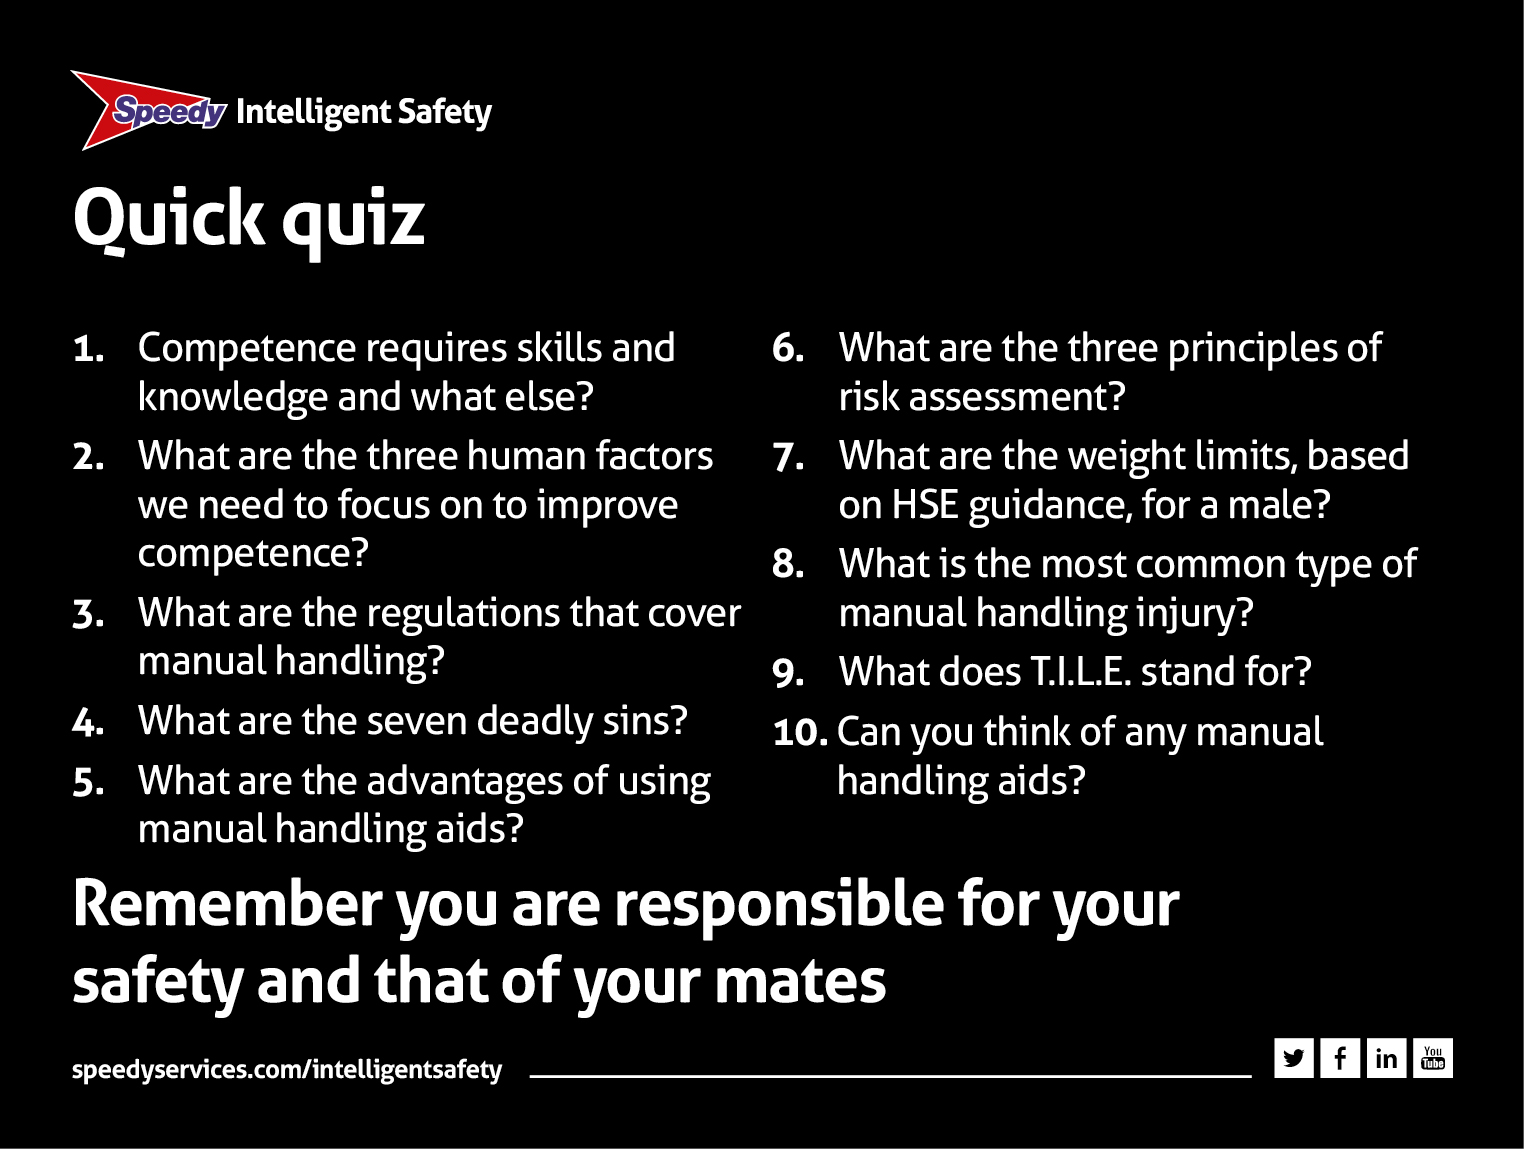 Speedy Intelligent Safety
Quick quiz
1. Competence requires skills and
knowledge and what else?
2. What are the three human factors
we need to focus on to improve
competence?
3. What are the regulations that cover
manual handling?
4. What are the seven deadly sins?
5. What are the advantages of using
manual handling aids?
6. What are the three principles of
risk assessment?
7. What are the weight limits, based
on HSE guidance, for a male?
8. What is the most common type of
manual handling injury?
9. What does T.I.L.E. stand for?
10. Can you think of any manual
handling aids?
Remember you are responsible for your
safety and that of your mates
speedyservices.com/intelligentsafety
f
in
You
Tube